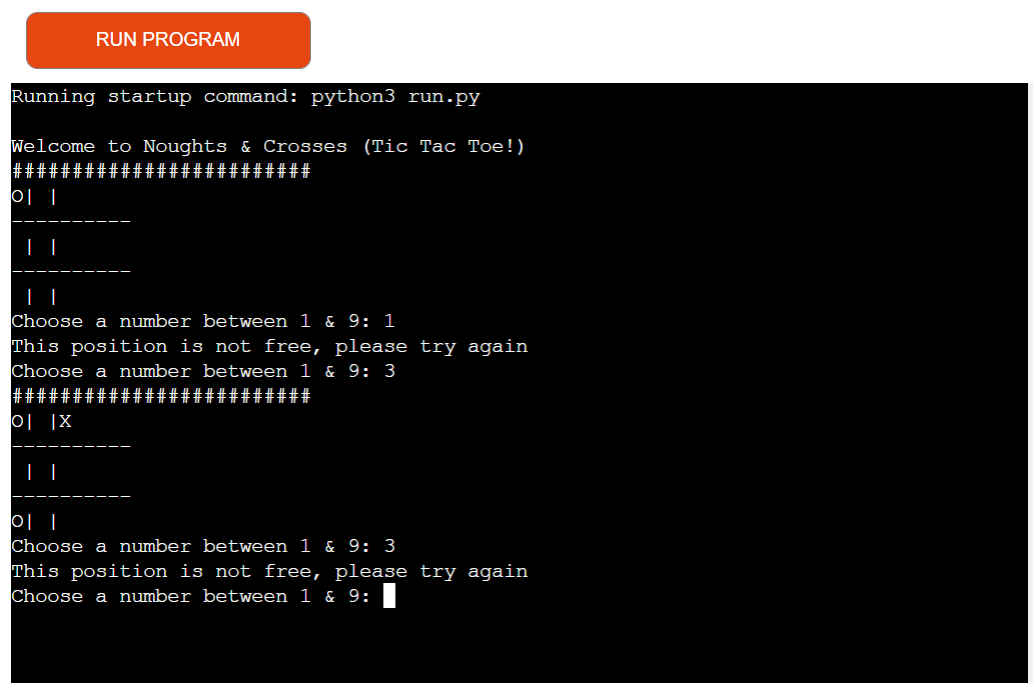 RUN PROGRAM
Running startup command: python3 run.py
Welcome to Noughts & Crosses (Tic Tac Toe!)
#########################
O| |
----------
 | |
----------
 | |
Choose a number between 1 & 9: 1
This position is not free, please try again
Choose a number between 1 & 9: 3
#########################
O| |X
----------
 | |
----------
O| |
Choose a number between 1 & 9: 3
This position is not free, please try again
Choose a number between 1 & 9: